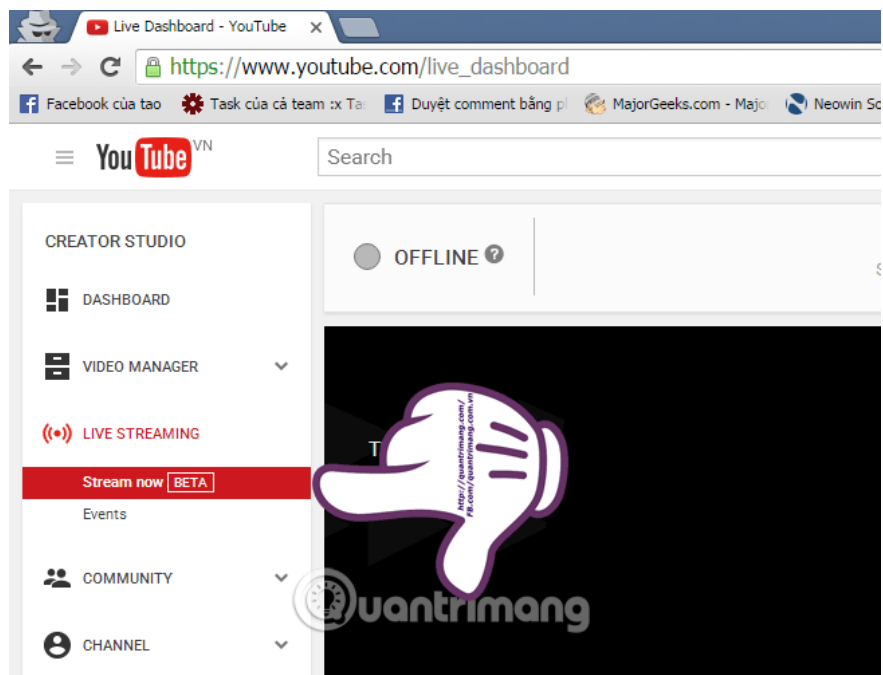 Live Dashboard - YouTube
https://www.youtube.com/live_dashboard
Facebook của tao Task của cả team :x Ta Duyệt comment bằng p MajorGeeks.com - Majo Neowin So
YouTube VN
Search
CREATOR STUDIO
OFFLINE ?
DASHBOARD
VIDEO MANAGER
LIVE STREAMING
T
Stream now BETA
Events
http://quantrimang.com/
FB.com/quantrimang.com.vn
COMMUNITY
Quantrimang
CHANNEL